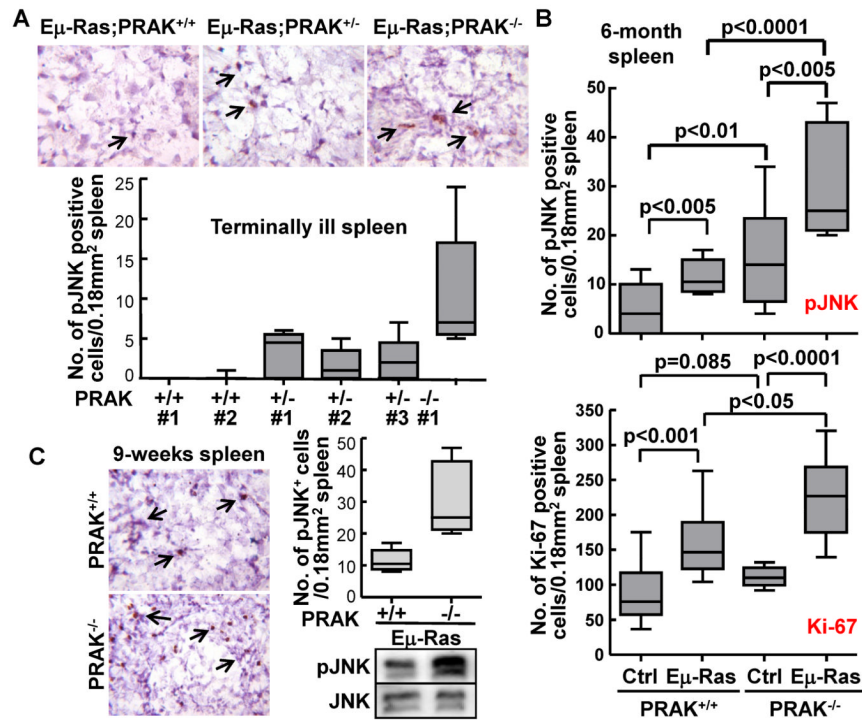 A
Eµ-Ras;PRAK+/+ Eµ-Ras;PRAK+/- Eµ-Ras;PRAK-/-
No. of pJNK positive
cells/0.18mm2 spleen
25
20
15
10
5
0
Terminally ill spleen
PRAK +/+ +/+ +/- +/- +/- -/-
#1 #2 #1 #2 #3 #1
B
6-month
spleen
p<0.0001
p<0.005
p<0.01
p<0.005
No. of pJNK positive
cells/0.18mm2 spleen
50
40
30
20
10
0
pJNK
p=0.085 p<0.0001
p<0.05
p<0.001
No. of Ki-67 positive
cells/0.18mm2 spleen
400
350
300
250
200
150
100
50
0
Ki-67
Ctrl Eµ-Ras Ctrl Eµ-Ras
PRAK+/+ PRAK-/-
C
9-weeks spleen
PRAK+/+
PRAK-/-
No. of pJNK+ cells
/0.18mm2 spleen
50
40
30
20
10
0
PRAK +/+ -/-
Eµ-Ras
pJNK
JNK